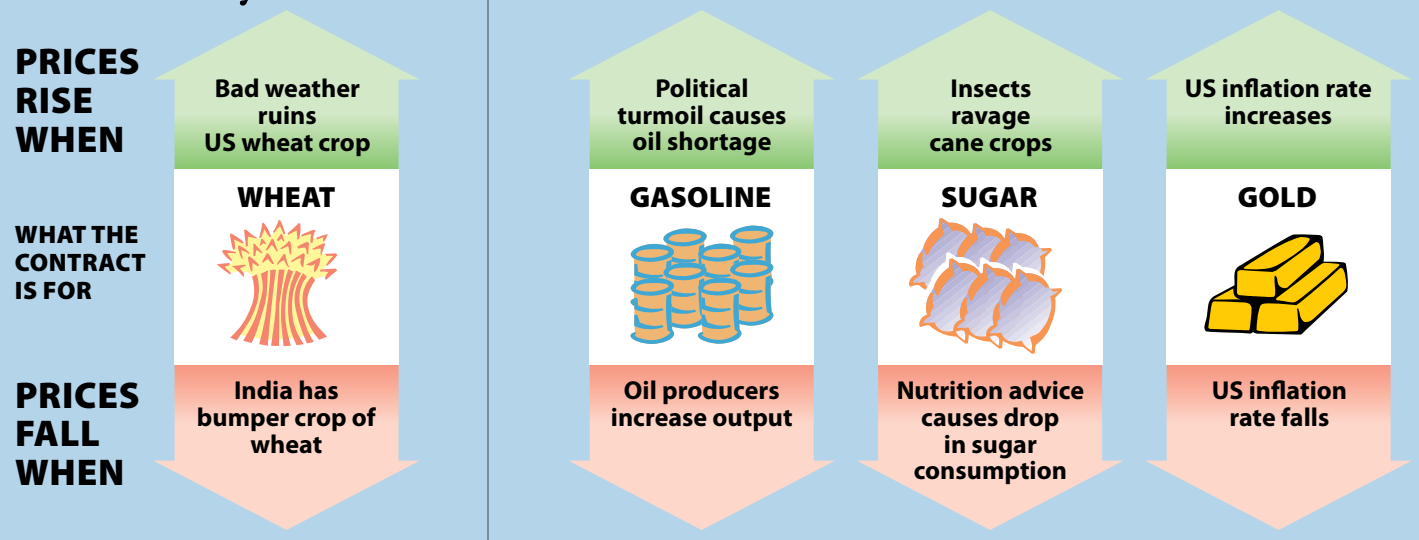 PRICES
RISE
WHEN
Bad weather
ruins
US wheat crop
Political
turmoil causes
oil shortage
Insects
ravage
cane crops
US inflation rate
increases
WHAT THE
CONTRACT
IS FOR
WHEAT
GASOLINE
SUGAR
GOLD
PRICES
FALL
WHEN
India has
bumper crop of
wheat
Oil producers
increase output
Nutrition advice
causes drop
in sugar
consumption
US inflation
rate falls